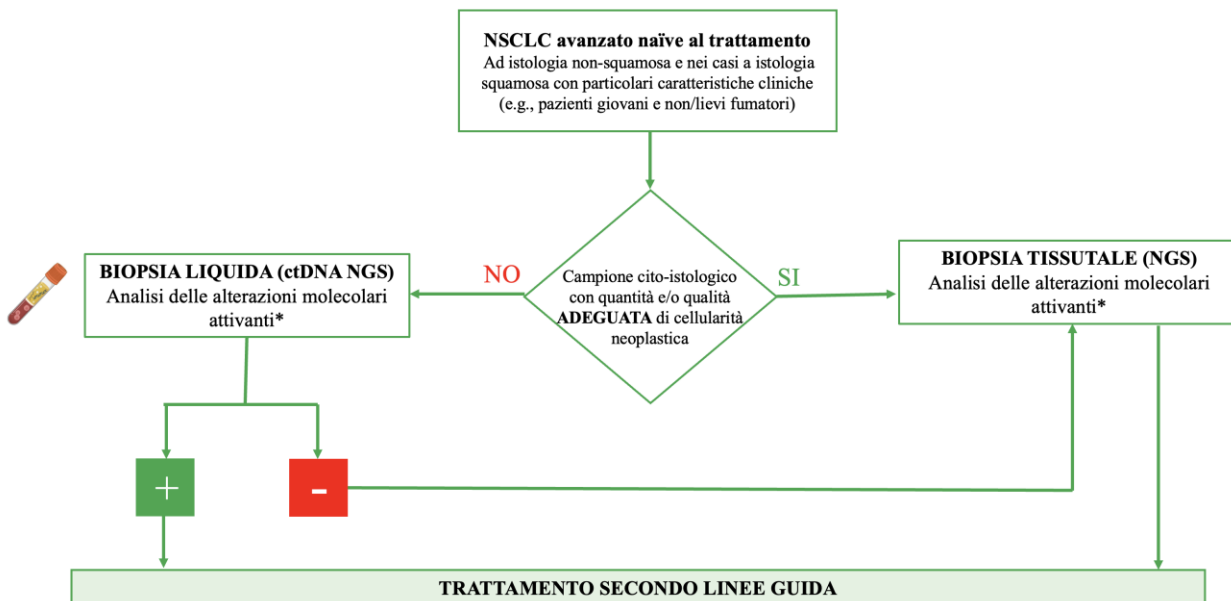 NSCLC avanzato naïve al trattamento
Ad istologia non-squamosa e nei casi a istologia
squamosa con particolari caratteristiche cliniche
(e.g., pazienti giovani e non/lievi fumatori)
BIOPSIA LIQUIDA (ctDNA NGS)
Analisi delle alterazioni molecolari
attivanti*
NO
Campione cito-istologico
con quantità e/o qualità
ADEGUATA di cellularità
neoplastica
SI
BIOPSIA TISSUTALE (NGS)
Analisi delle alterazioni molecolari
attivanti*
+
-
TRATTAMENTO SECONDO LINEE GUIDA